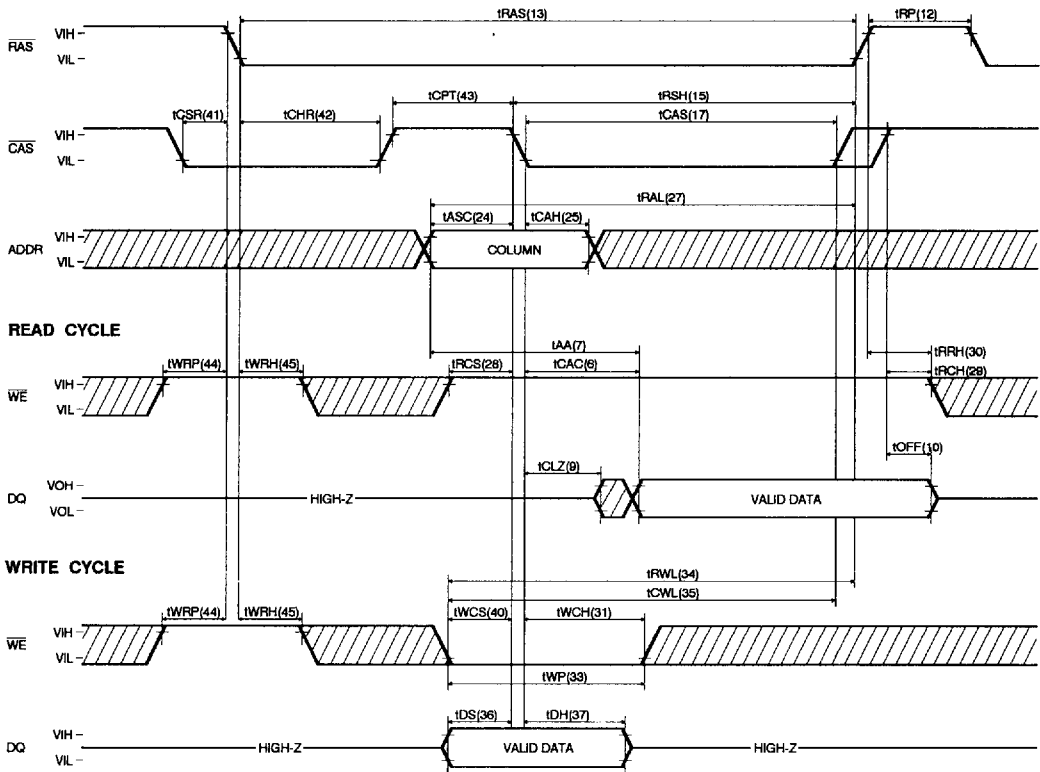 tRAS(13) tRP(12)
RAS VIH VIL
tCPT(43) tRSH(15)
tCSR(41) tCHR(42) tCAS(17)
CAS VIH VIL
tRAL(27)
tASC(24) tCAH(25)
ADDR VIH VIL COLUMN
READ CYCLE
tAA(7)
tWRP(44) tWRH(45) tRCS(28) tCAC(6) tRRH(30)
tRCH(29)
WE VIH VIL
tOFF(10)
tCLZ(9)
DQ VOH VOL HIGH-Z VALID DATA
WRITE CYCLE
tRWL(34)
tCWL(35)
tWRP(44) tWRH(45) tWCS(40) tWCH(31)
WE VIH VIL
tWP(33)
tDS(36) tDH(37)
DQ VIH VIL HIGH-Z VALID DATA HIGH-Z